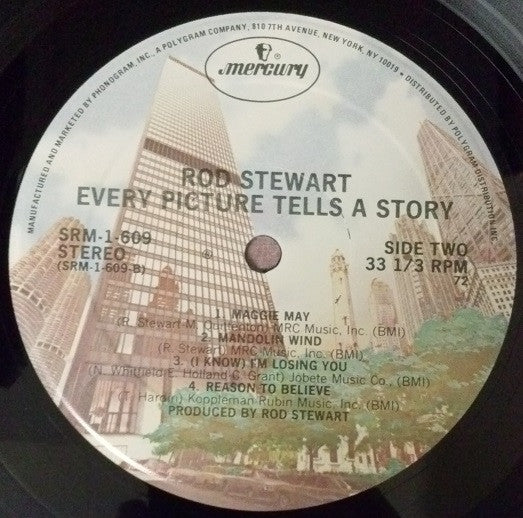 MANUFACTURED AND MARKETED BY PHONOGRAM, INC., A POLYGRAM COMPANY, 810 7TH AVENUE, NEW YORK, NY 10019 • DISTRIBUTED BY POLYGRAM DISTRIBUTION, INC.
mercury
ROD STEWART
EVERY PICTURE TELLS A STORY
SRM-1-609
STEREO
(SRM-1-609-B)
SIDE TWO
33 1/3 RPM
72
1. MAGGIE MAY
(R. Stewart-M. Quittenton) MRC Music, Inc. (BMI)
2. MANDOLIN WIND
(R. Stewart) MRC Music, Inc. (BMI)
3. (I KNOW) I'M LOSING YOU
(N. Whitfield E. Holland C. Grant) Jobete Music Co., (BMI)
4. REASON TO BELIEVE
(T. Hardin) Koppleman Rubin Music, Inc. (BMI)
PRODUCED BY ROD STEWART